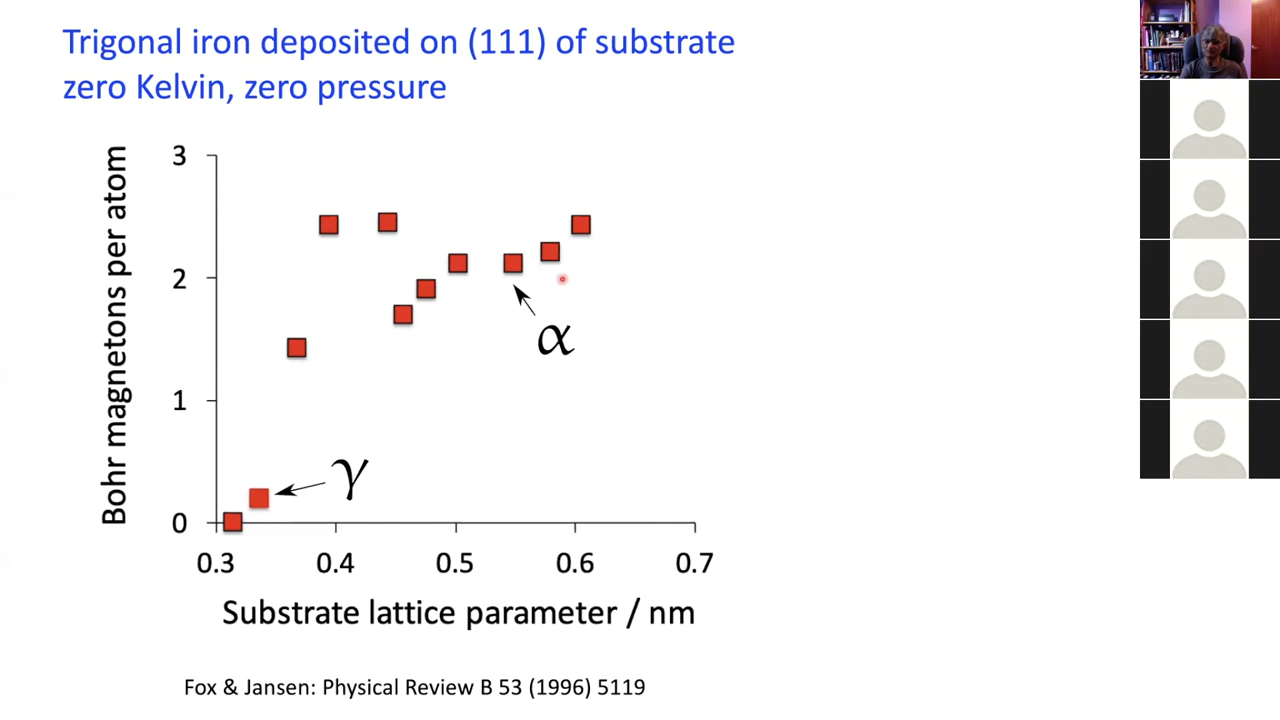 Trigonal iron deposited on (111) of substrate
zero Kelvin, zero pressure
Bohr magnetons per atom
3
2
1
0
α
γ
0.3 0.4 0.5 0.6 0.7
Substrate lattice parameter / nm
Fox & Jansen: Physical Review B 53 (1996) 5119